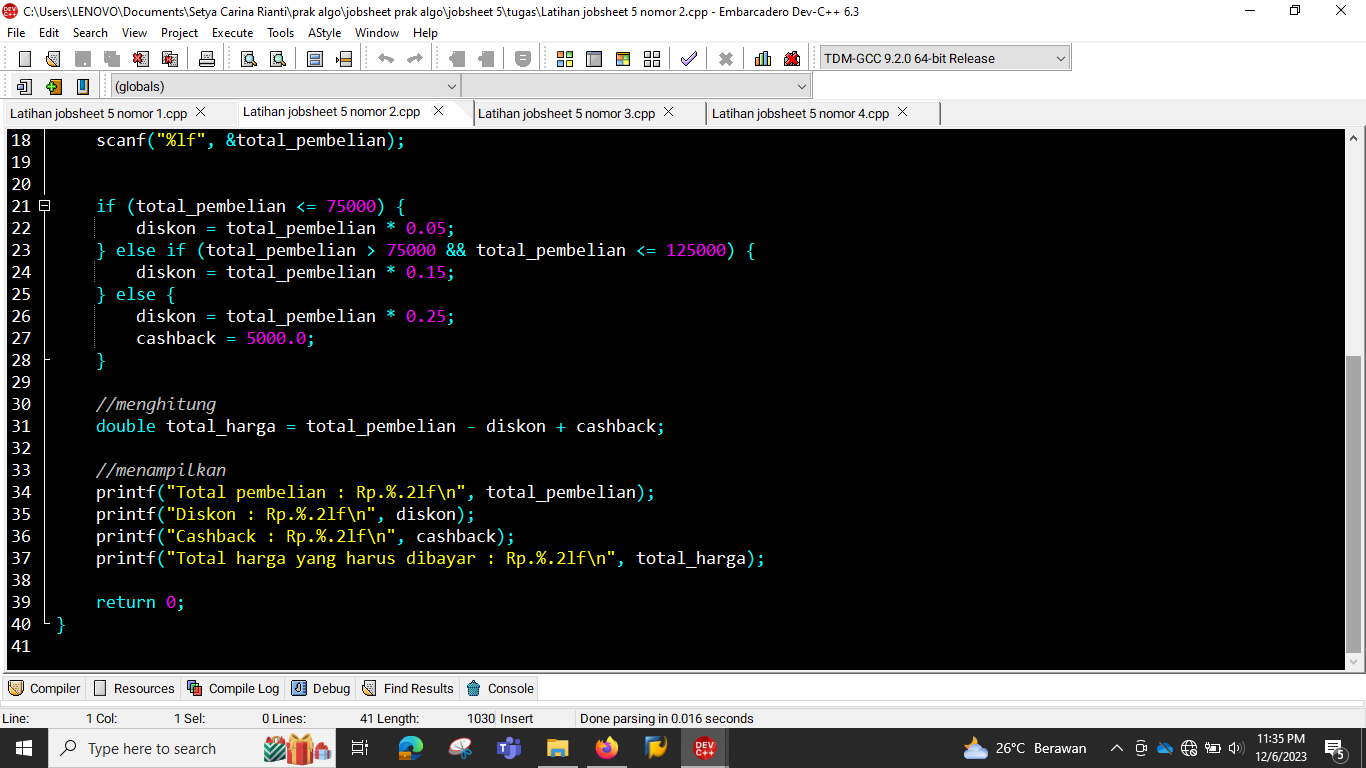 C:\Users\LENOVO\Documents\Setya Carina Rianti\prak algo\jobsheet prak algo\jobsheet 5\tugas\Latihan jobsheet 5 nomor 2.cpp - Embarcadero Dev-C++ 6.3
File Edit Search View Project Execute Tools AStyle Window Help
TDM-GCC 9.2.0 64-bit Release
(globals)
Latihan jobsheet 5 nomor 1.cpp Latihan jobsheet 5 nomor 2.cpp Latihan jobsheet 5 nomor 3.cpp Latihan jobsheet 5 nomor 4.cpp
18 scanf("%lf", &total_pembelian);
19
20
21 if (total_pembelian <= 75000) {
22 diskon = total_pembelian * 0.05;
23 } else if (total_pembelian > 75000 && total_pembelian <= 125000) {
24 diskon = total_pembelian * 0.15;
25 } else {
26 diskon = total_pembelian * 0.25;
27 cashback = 5000.0;
28 }
29
30 //menghitung
31 double total_harga = total_pembelian - diskon + cashback;
32
33 //menampilkan
34 printf("Total pembelian : Rp.%.2lf\n", total_pembelian);
35 printf("Diskon : Rp.%.2lf\n", diskon);
36 printf("Cashback : Rp.%.2lf\n", cashback);
37 printf("Total harga yang harus dibayar : Rp.%.2lf\n", total_harga);
38
39 return 0;
40 }
41
Compiler Resources Compile Log Debug Find Results Console
Line: 1 Col: 1 Sel: 0 Lines: 41 Length: 1030 Insert Done parsing in 0.016 seconds
Type here to search DEV C++ 26°C Berawan 11:35 PM
12/6/2023 5